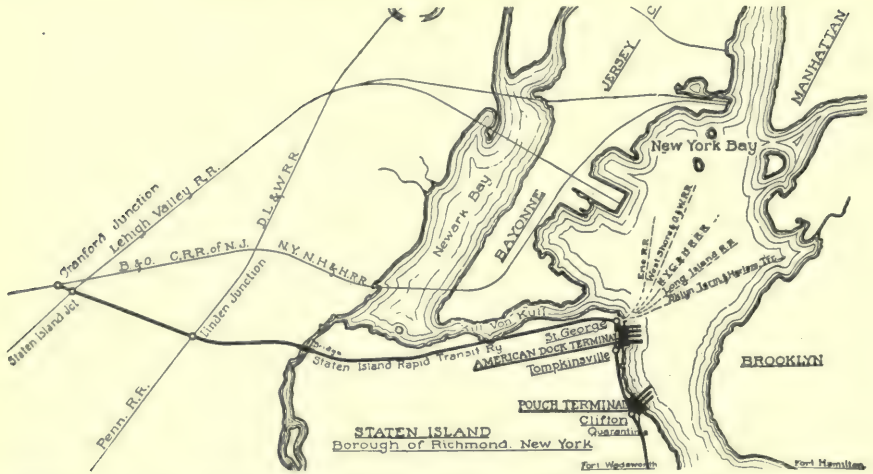 MANHATTAN
JERSEY
C.
New York Bay
Cranford Junction
Lehigh Valley R.R.
D.L. & W. R.R.
Newark Bay
BAYONNE
B & O.
C.R.R. of N.J.
N.Y. N.H. & H. R.R.
Erie R.R.
West Shore & O. & W. R.R.
N.Y.C. & H.R. R.R.
Long Island R.R.
Staten Island Jct
Linden Junction
Kill Von Kull
Bridge
Staten Island Rapid Transit Ry
St. George
AMERICAN DOCK TERMINAL
Tompkinsville
BROOKLYN
Penn. R.R.
POUCH TERMINAL
Clifton
Quarantine
STATEN ISLAND
Borough of Richmond, New York
Fort Wadsworth
Fort Hamilton